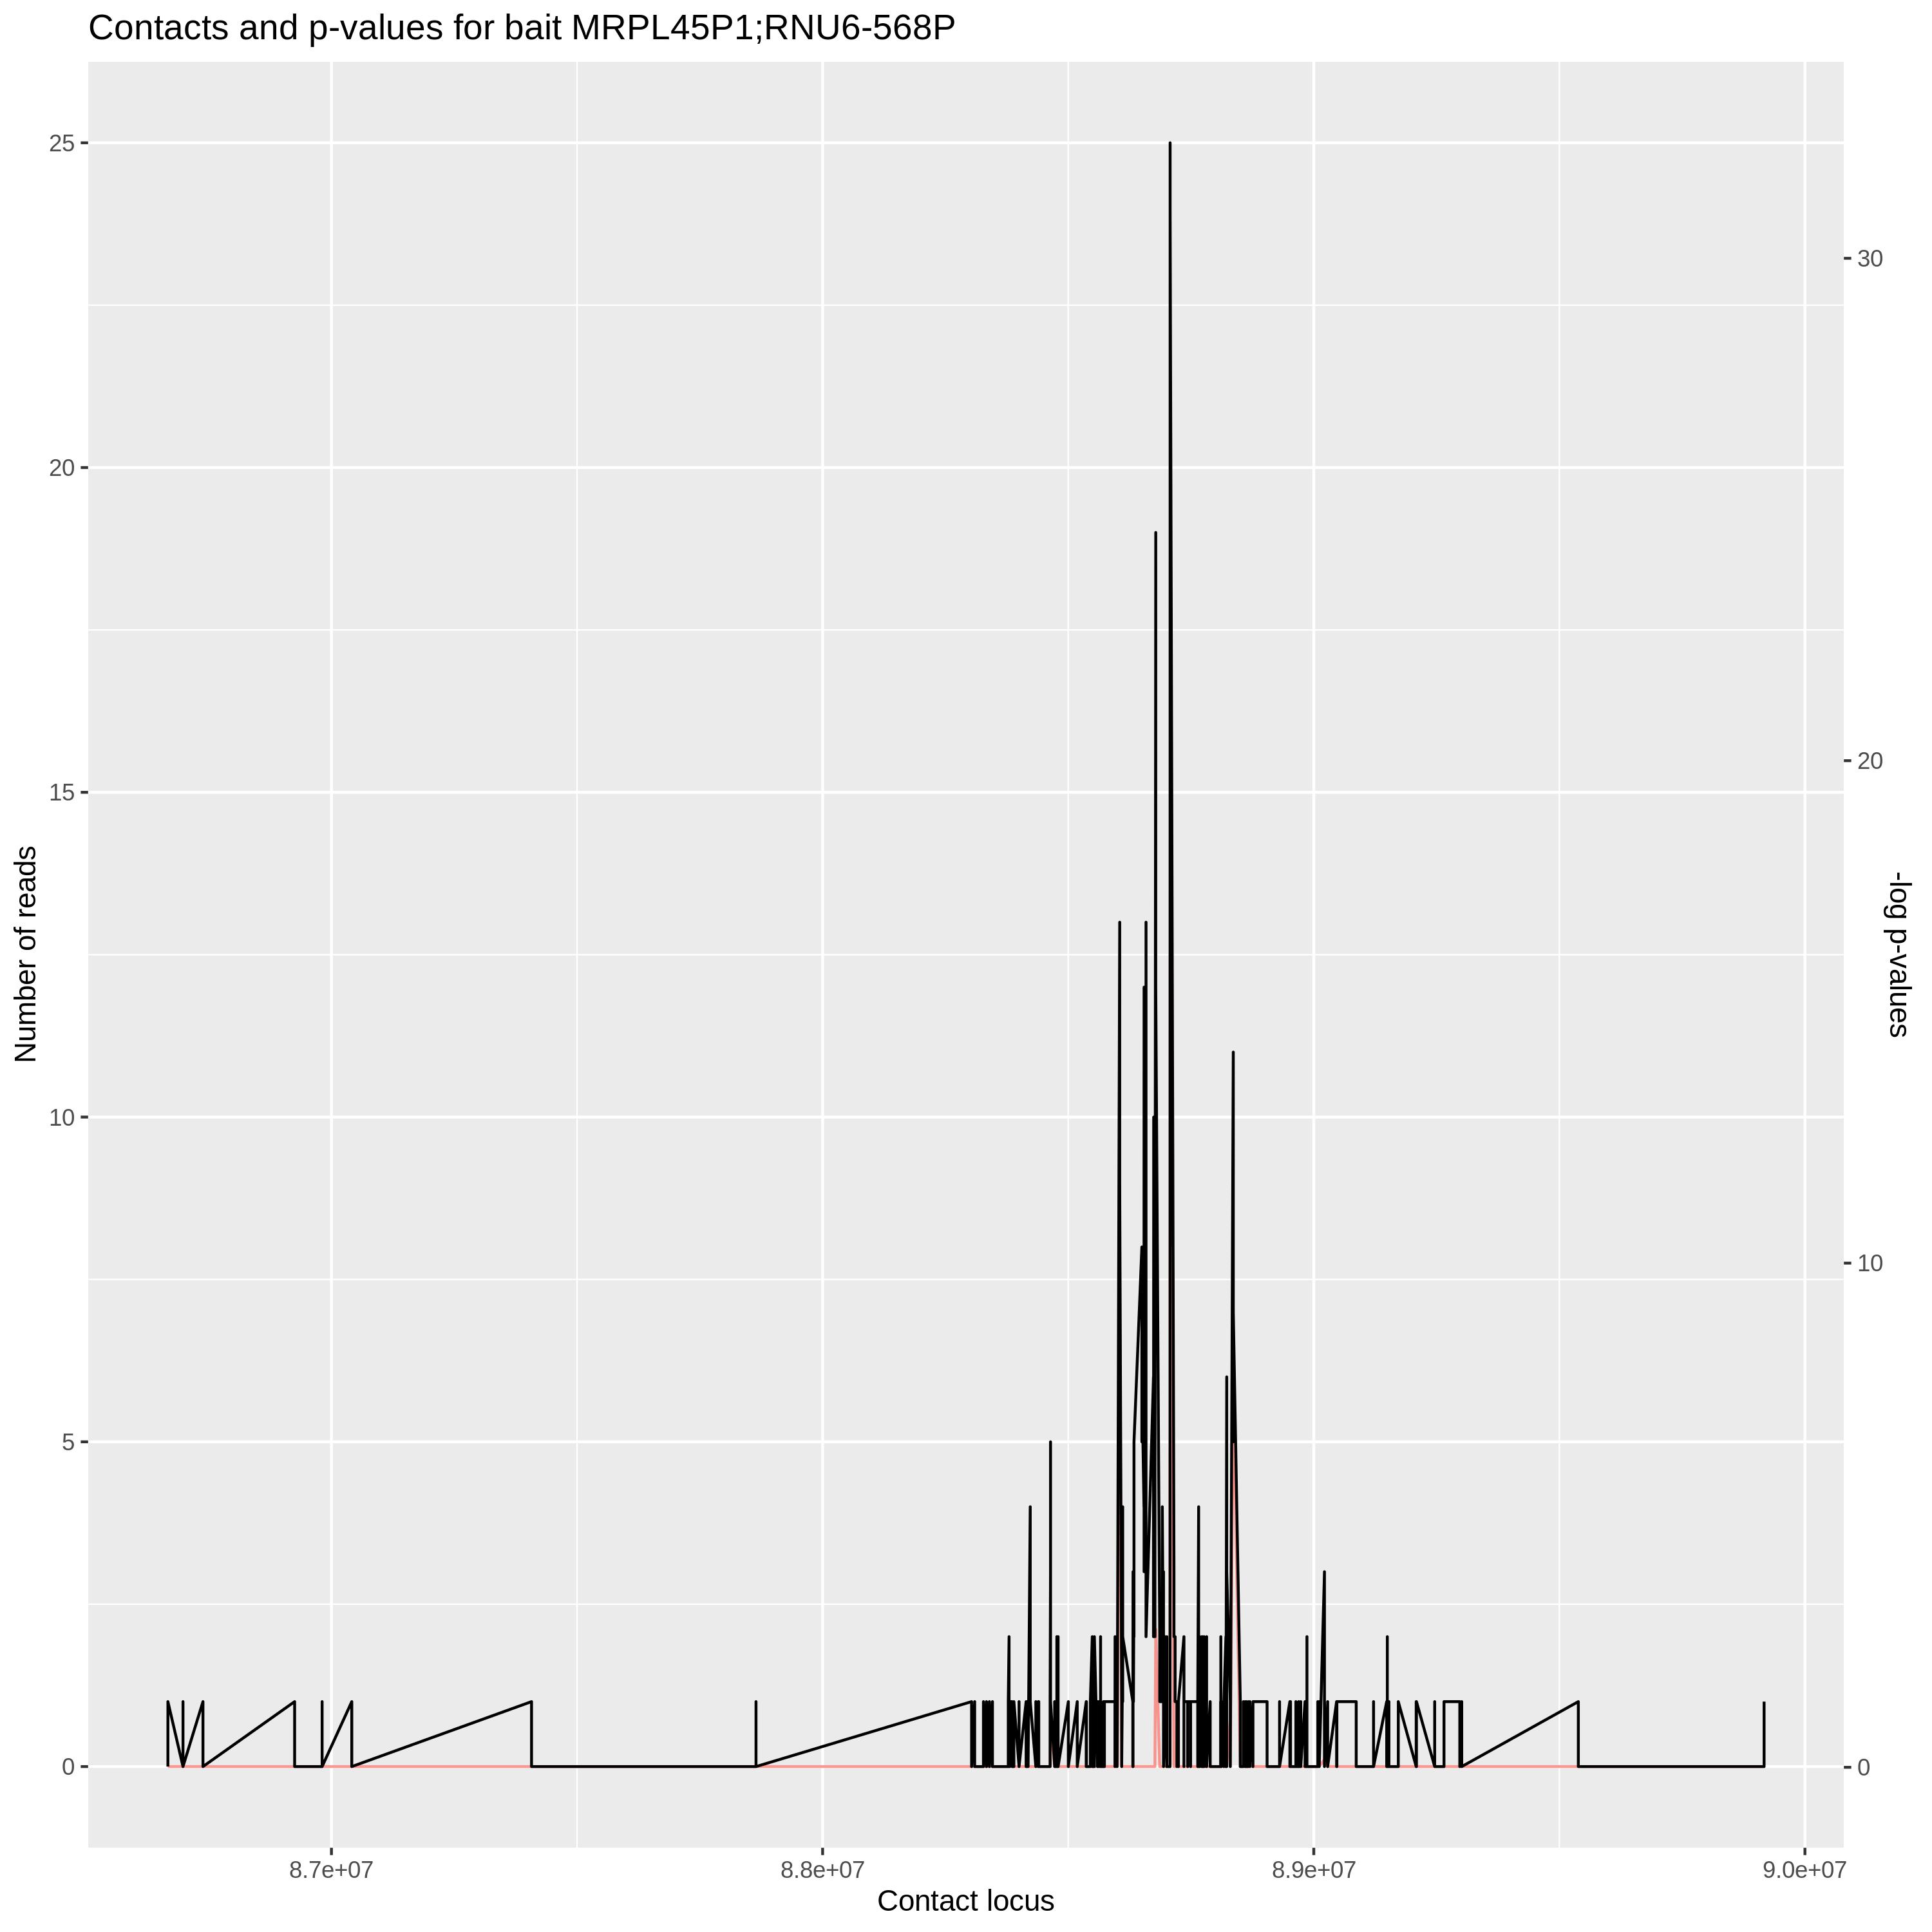 Contacts and p-values for bait MRPL45P1;RNU6-568P
25
20
15
10
5
0
Number of reads
30
20
10
0
-log p-values
8.7e+07
8.8e+07
8.9e+07
9.0e+07
Contact locus